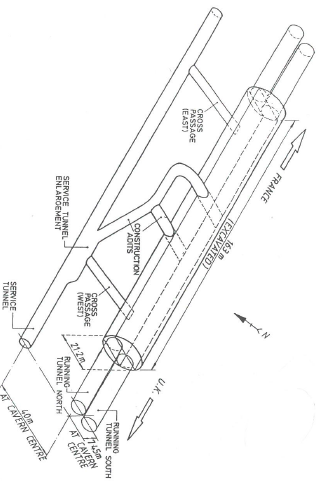 FRANCE
163 m
(EXCAVATED)
CROSS
PASSAGE
(EAST)
CONSTRUCTION
ADITS
SERVICE TUNNEL
ENLARGEMENT
CROSS
PASSAGE
(WEST)
N
21.2m
U.K.
SERVICE
TUNNEL
RUNNING
TUNNEL NORTH
RUNNING
TUNNEL SOUTH
AT CAVERN
CENTRE
40m
AT CAVERN CENTRE